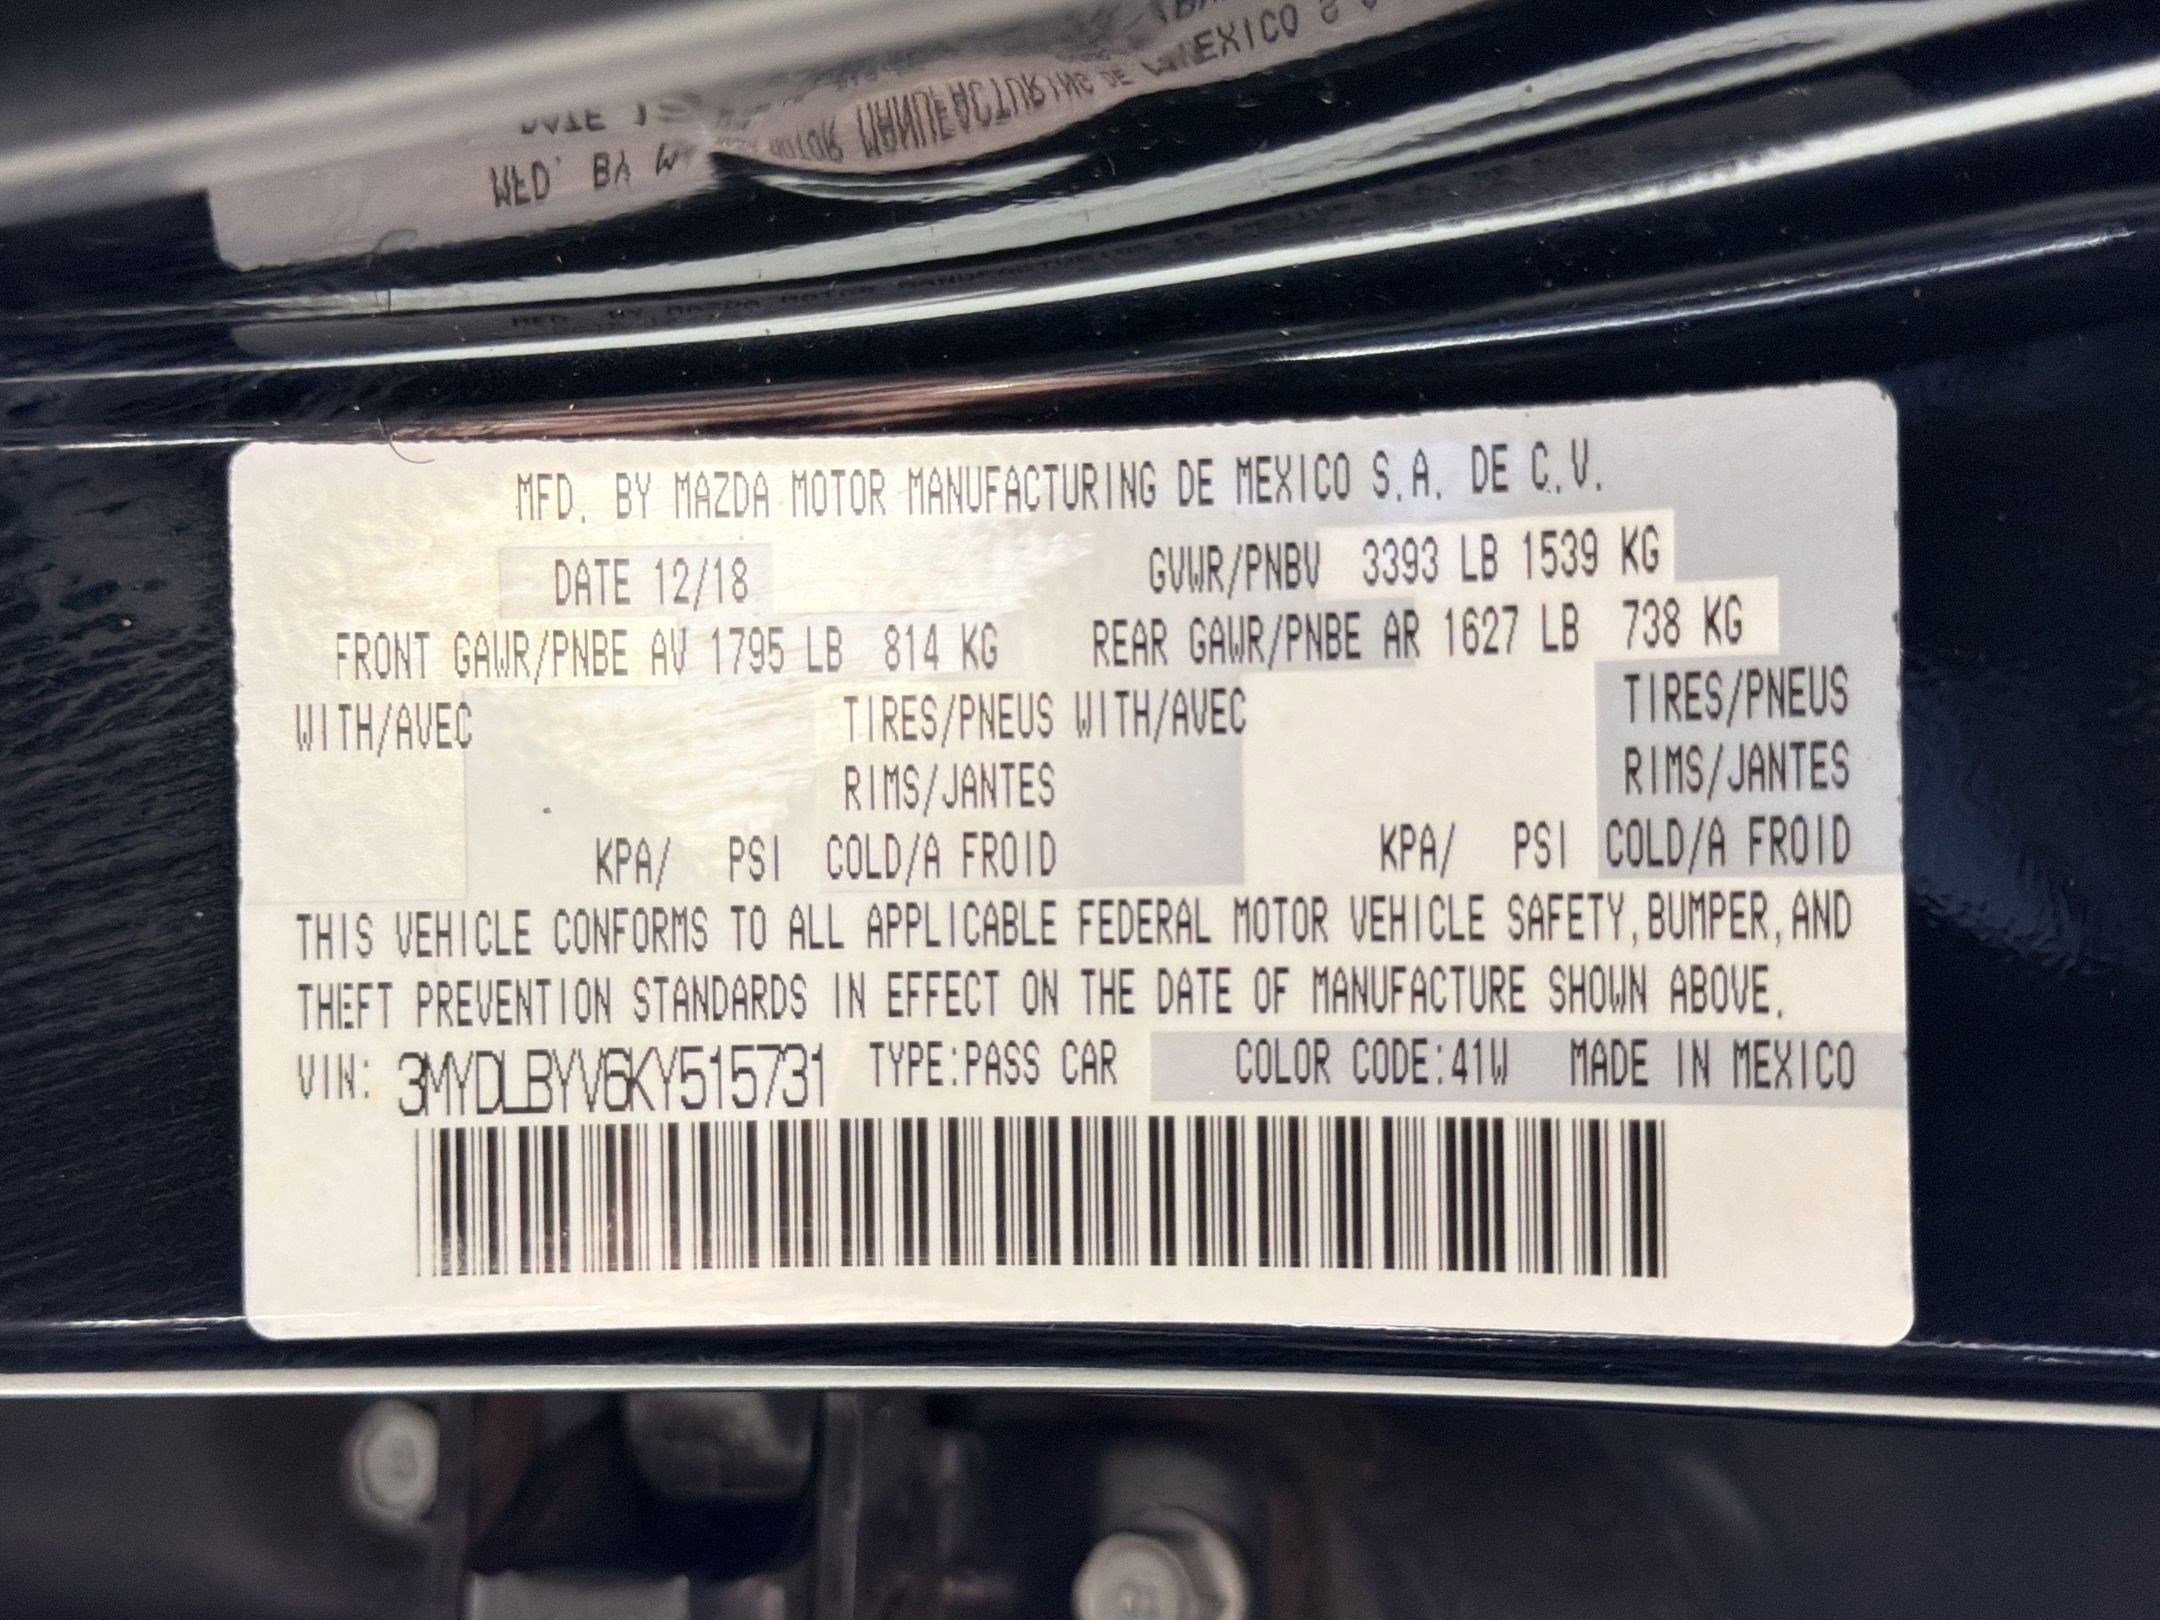 MFD. BY MAZDA MOTOR MANUFACTURING DE MEXICO S.A. DE C.V.
DATE 12/18 GVWR/PNBV 3393 LB 1539 KG
FRONT GAWR/PNBE AV 1795 LB 814 KG REAR GAWR/PNBE AR 1627 LB 738 KG
WITH/AVEC TIRES/PNEUS WITH/AVEC TIRES/PNEUS
RIMS/JANTES RIMS/JANTES
KPA/ PSI COLD/A FROID KPA/ PSI COLD/A FROID
THIS VEHICLE CONFORMS TO ALL APPLICABLE FEDERAL MOTOR VEHICLE SAFETY,BUMPER,AND
THEFT PREVENTION STANDARDS IN EFFECT ON THE DATE OF MANUFACTURE SHOWN ABOVE.
VIN: 3MYDLBYV6KY515731 TYPE:PASS CAR COLOR CODE:41W MADE IN MEXICO